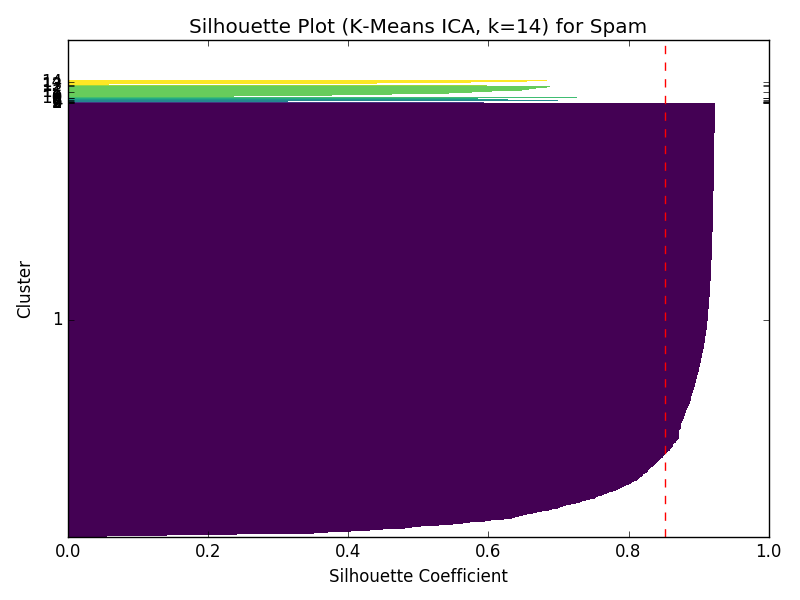 Silhouette Plot (K-Means ICA, k=14) for Spam
14
1
Cluster
0.0 0.2 0.4 0.6 0.8 1.0
Silhouette Coefficient